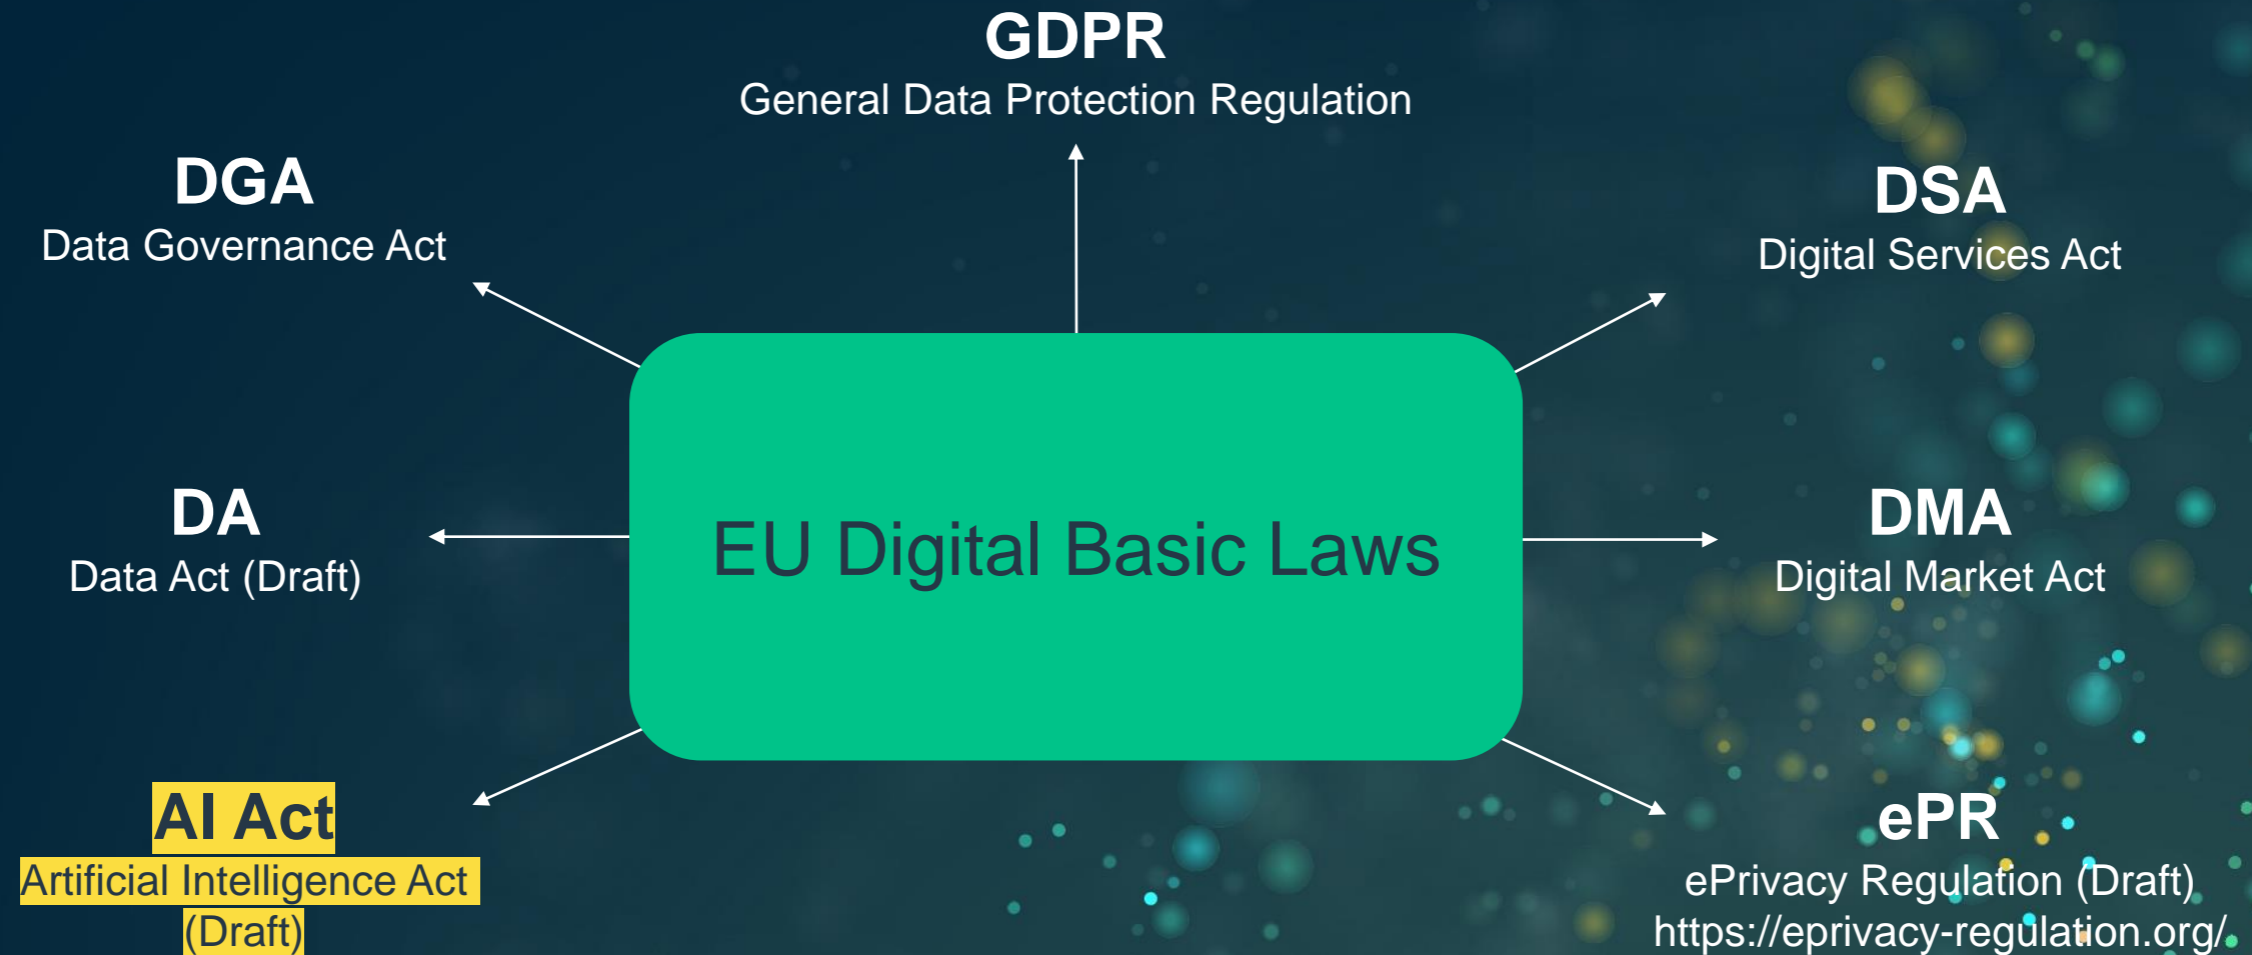 GDPR
General Data Protection Regulation
DGA
Data Governance Act
DSA
Digital Services Act
DA
Data Act (Draft)
EU Digital Basic Laws
DMA
Digital Market Act
AI Act
Artificial Intelligence Act
(Draft)
ePR
ePrivacy Regulation (Draft)
https://eprivacy-regulation.org/